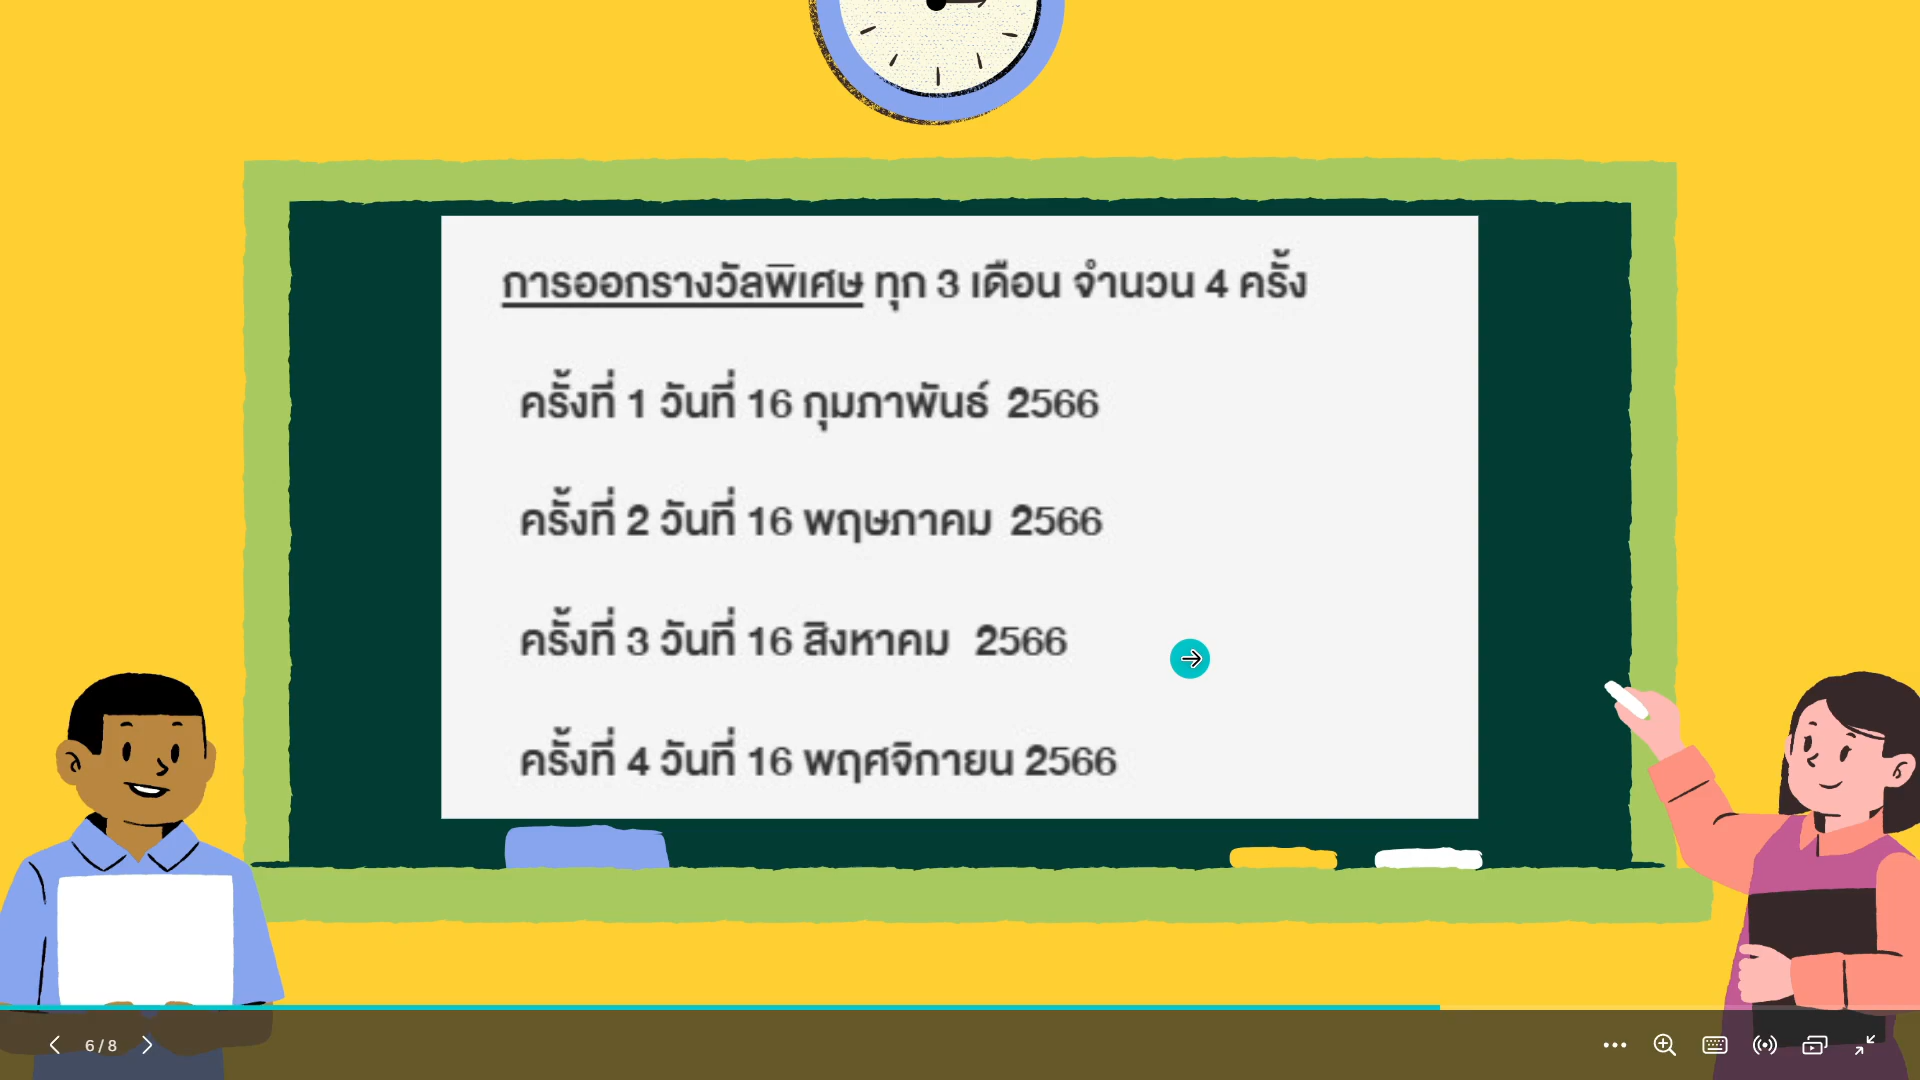 การออกรางวัลพิเศษ ทุก 3 เดือน จำนวน 4 ครั้ง
ครั้งที่ 1 วันที่ 16 กุมภาพันธ์ 2566
ครั้งที่ 2 วันที่ 16 พฤษภาคม 2566
ครั้งที่ 3 วันที่ 16 สิงหาคม 2566
ครั้งที่ 4 วันที่ 16 พฤศจิกายน 2566
6 / 8